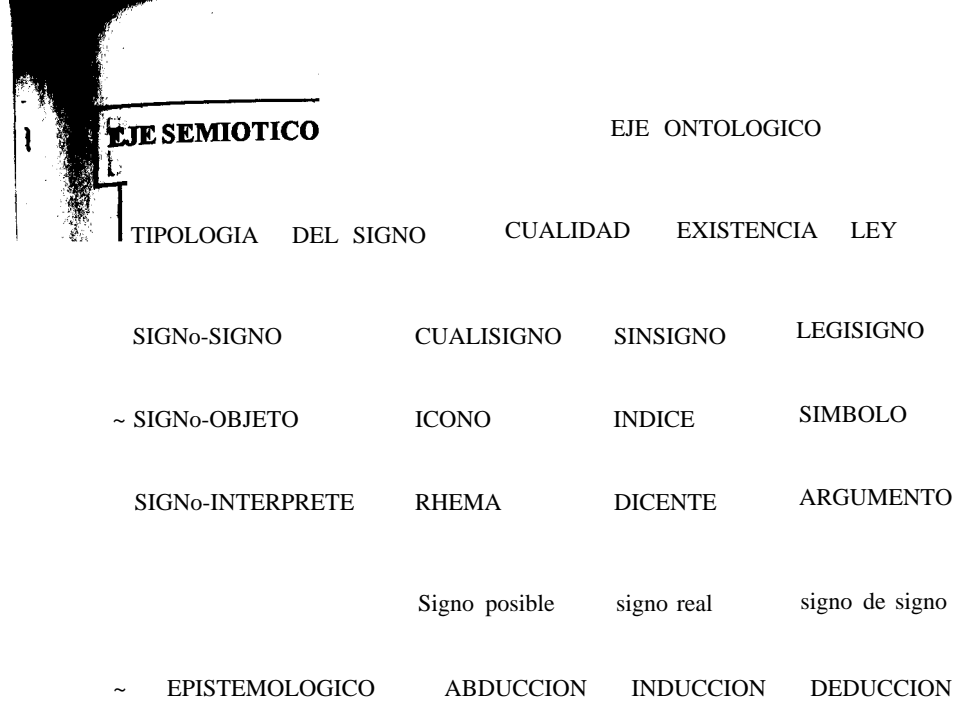 EJE SEMIOTICO EJE ONTOLOGICO
TIPOLOGIA DEL SIGNO CUALIDAD EXISTENCIA LEY
SIGNo-SIGNO CUALISIGNO SINSIGNO LEGISIGNO
~ SIGNo-OBJETO ICONO INDICE SIMBOLO
SIGNo-INTERPRETE RHEMA DICENTE ARGUMENTO
Signo posible signo real signo de signo
~ EPISTEMOLOGICO ABDUCCION INDUCCION DEDUCCION